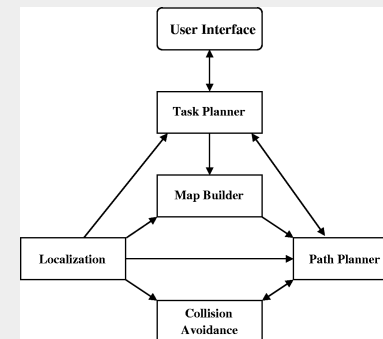 User Interface
Task Planner
Map Builder
Localization
Path Planner
Collision
Avoidance